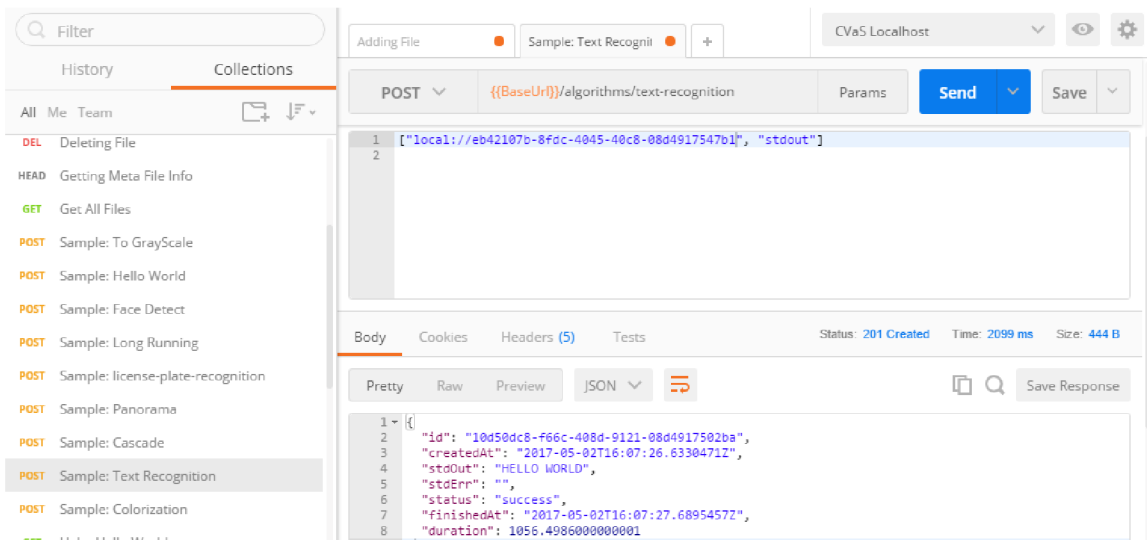 Filter
History Collections
All Me Team
DEL Deleting File
HEAD Getting Meta File Info
GET Get All Files
POST Sample: To GrayScale
POST Sample: Hello World
POST Sample: Face Detect
POST Sample: Long Running
POST Sample: license-plate-recognition
POST Sample: Panorama
POST Sample: Cascade
POST Sample: Text Recognition
POST Sample: Colorization
Adding File Sample: Text Recognit +
CVaS Localhost
POST {{BaseUrl}}/algorithms/text-recognition Params Send Save
1 ["local://eb42107b-8fdc-4045-40c8-08d4917547b1", "stdout"]
2
Body Cookies Headers (5) Tests Status: 201 Created Time: 2099 ms Size: 444 B
Pretty Raw Preview JSON Save Response
1 {
2 "id": "10d50dc8-f66c-408d-9121-08d4917502ba",
3 "createdAt": "2017-05-02T16:07:26.6330471Z",
4 "stdOut": "HELLO WORLD",
5 "stdErr": "",
6 "status": "success",
7 "finishedAt": "2017-05-02T16:07:27.6895457Z",
8 "duration": 1056.4986000000001